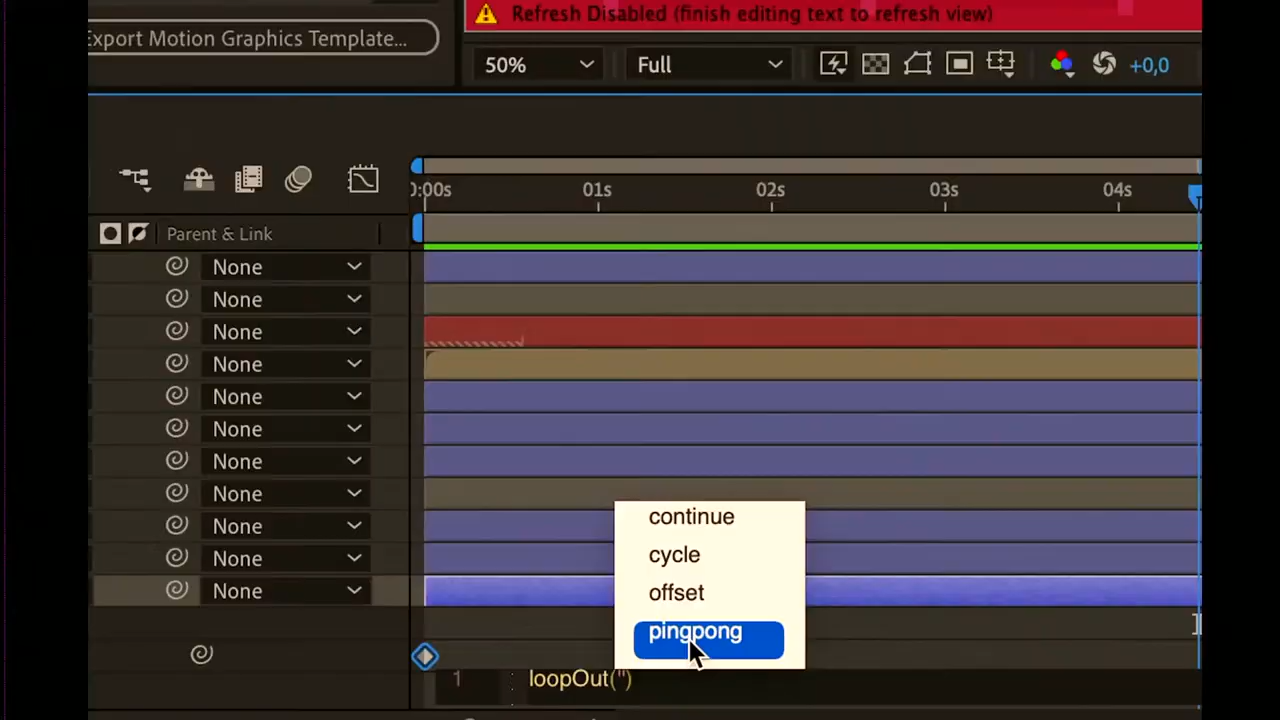 Refresh Disabled (finish editing text to refresh view)
Export Motion Graphics Template...
50% Full +0,0
0:00s 01s 02s 03s 04s
Parent & Link
None
None
None
None
None
None
None
None
None
None
None
continue
cycle
offset
pingpong
1 loopOut('')